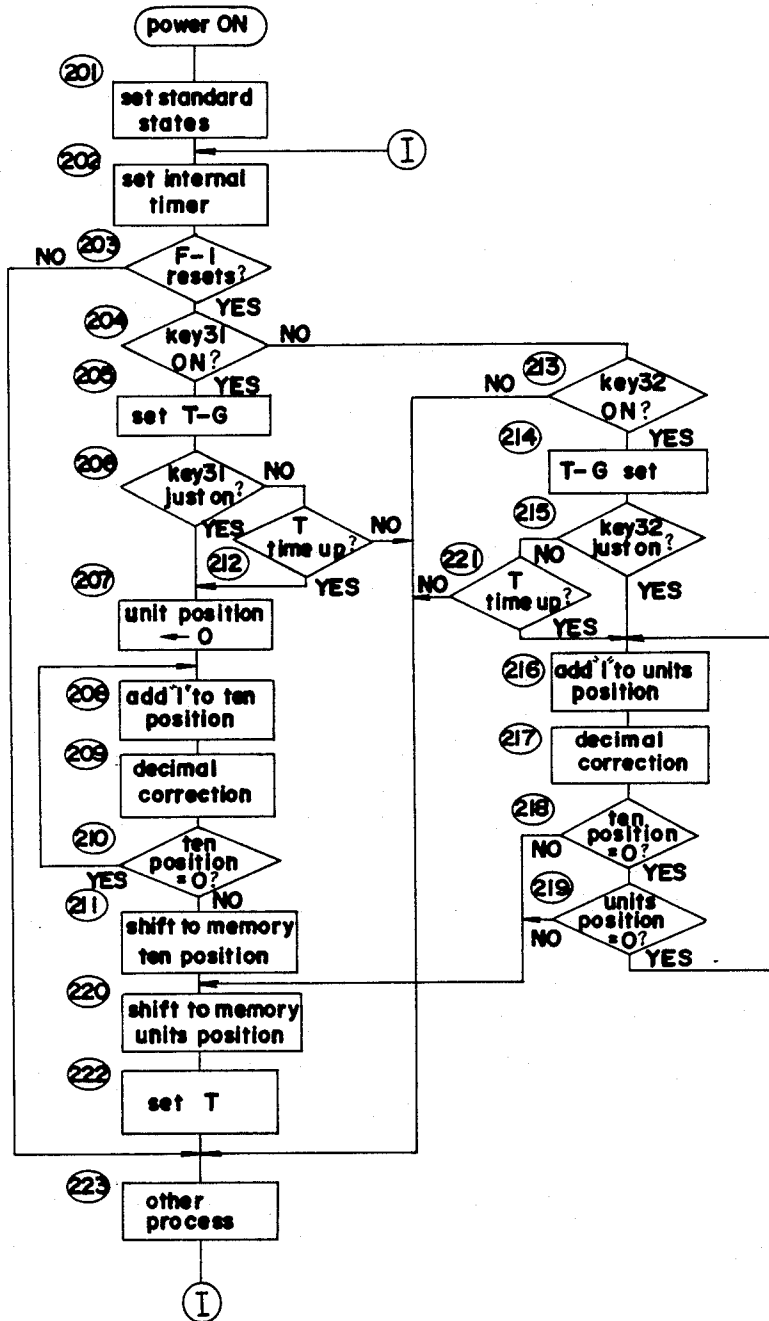 power ON
201
set standard
states
I
202
set internal
timer
203
NO
F-1
resets?
YES
204
key31
ON?
NO
YES
205
set T-G
206
key31
just on?
NO
YES
T
time up?
NO
212
YES
207
unit position
← 0
208
add "1" to ten
position
209
decimal
correction
210
ten
position
=0?
YES
NO
211
shift to memory
ten position
220
shift to memory
units position
222
set T
223
other
process
I
213
NO
key32
ON?
YES
214
T-G set
215
key32
just on?
NO
YES
221
NO
T
time up?
YES
216
add "1" to units
position
217
decimal
correction
218
ten
position
=0?
NO
YES
219
units
position
=0?
NO
YES